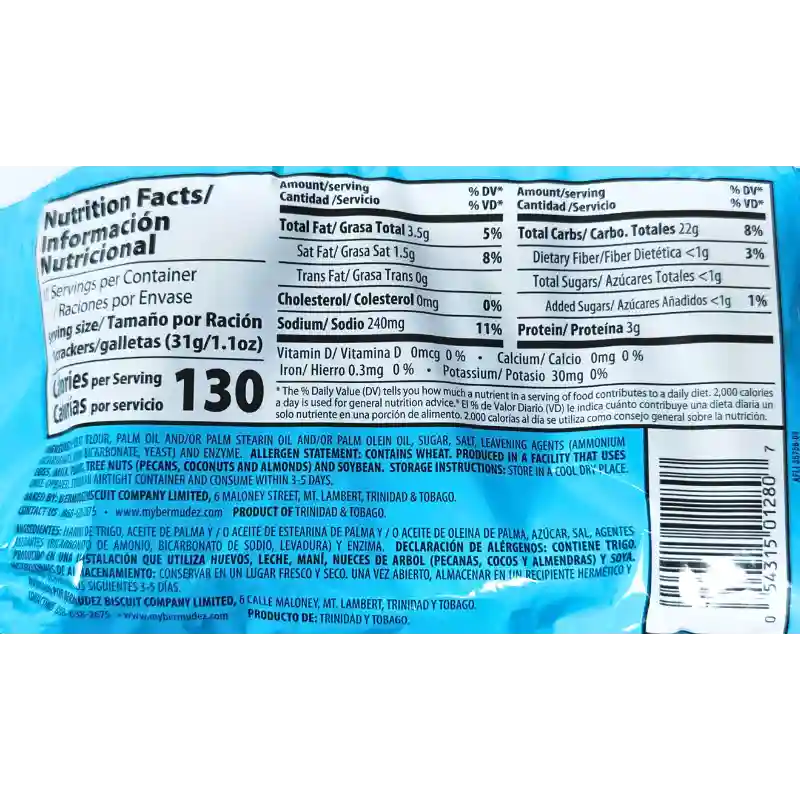 Nutrition Facts/
Información
Nutricional
Servings per Container
Raciones por Envase
size/ Tamaño por Ración
crackers/galletas (31g/1.1oz)
per Serving
por servicio
130
Amount/serving % DV*
Cantidad /Servicio % VD*
Total Fat/ Grasa Total 3.5g 5%
Sat Fat/ Grasa Sat 1.5g 8%
Trans Fat/ Grasa Trans 0g
Cholesterol/ Colesterol 0mg 0%
Sodium/ Sodio 240mg 11%
Amount/serving % DV*
Cantidad /Servicio % VD*
Total Carbs/ Carbo. Totales 22g 8%
Dietary Fiber/Fiber Dietética <1g 3%
Total Sugars/ Azúcares Totales <1g
Added Sugars/ Azúcares Añadidos <1g 1%
Protein/ Proteína 3g
Vitamin D/ Vitamina D 0mcg 0 % • Calcium/ Calcio 0mg 0 %
Iron/ Hierro 0.3mg 0 % • Potassium/ Potasio 30mg 0%
* The % Daily Value (DV) tells you how much a nutrient in a serving of food contributes to a daily diet. 2,000 calories
a day is used for general nutrition advice.* El % de Valor Diario (VD) le indica cuánto contribuye una dieta diaria un
solo nutriente en una porción de alimento. 2,000 calorías al día se utiliza como consejo general sobre la nutrición.
FLOUR, PALM OIL AND/OR PALM STEARIN OIL AND/OR PALM OLEIN OIL, SUGAR, SALT, LEAVENING AGENTS (AMMONIUM
BICARBONATE, YEAST) AND ENZYME. ALLERGEN STATEMENT: CONTAINS WHEAT. PRODUCED IN A FACILITY THAT USES
EGGS, MILK, TREE NUTS (PECANS, COCONUTS AND ALMONDS) AND SOYBEAN. STORAGE INSTRUCTIONS: STORE IN A COOL DRY PLACE.
AIRTIGHT CONTAINER AND CONSUME WITHIN 3-5 DAYS.
BISCUIT COMPANY LIMITED, 6 MALONEY STREET, MT. LAMBERT, TRINIDAD & TOBAGO.
CONTACT US • www.mybermudez.com PRODUCT OF TRINIDAD & TOBAGO.
INGREDIENTES: DE TRIGO, ACEITE DE PALMA Y / O ACEITE DE ESTEARINA DE PALMA Y / O ACEITE DE OLEINA DE PALMA, AZÚCAR, SAL, AGENTES
DE AMONIO, BICARBONATO DE SODIO, LEVADURA) Y ENZIMA. DECLARACIÓN DE ALÉRGENOS: CONTIENE TRIGO.
PRODUCIDO EN UNA INSTALACIÓN QUE UTILIZA HUEVOS, LECHE, MANÍ, NUECES DE ARBOL (PECANAS, COCOS Y ALMENDRAS) Y SOYA.
ALMACENAMIENTO: CONSERVAR EN UN LUGAR FRESCO Y SECO. UNA VEZ ABIERTO, ALMACENAR EN UN RECIPIENTE HERMÉTICO Y
SIGUIENTES 3-5 DÍAS.
BISCUIT COMPANY LIMITED, 6 CALLE MALONEY, MT. LAMBERT, TRINIDAD Y TOBAGO.
• www.mybermudez.com PRODUCTO DE: TRINIDAD Y TOBAGO.
0 54315 01280 7